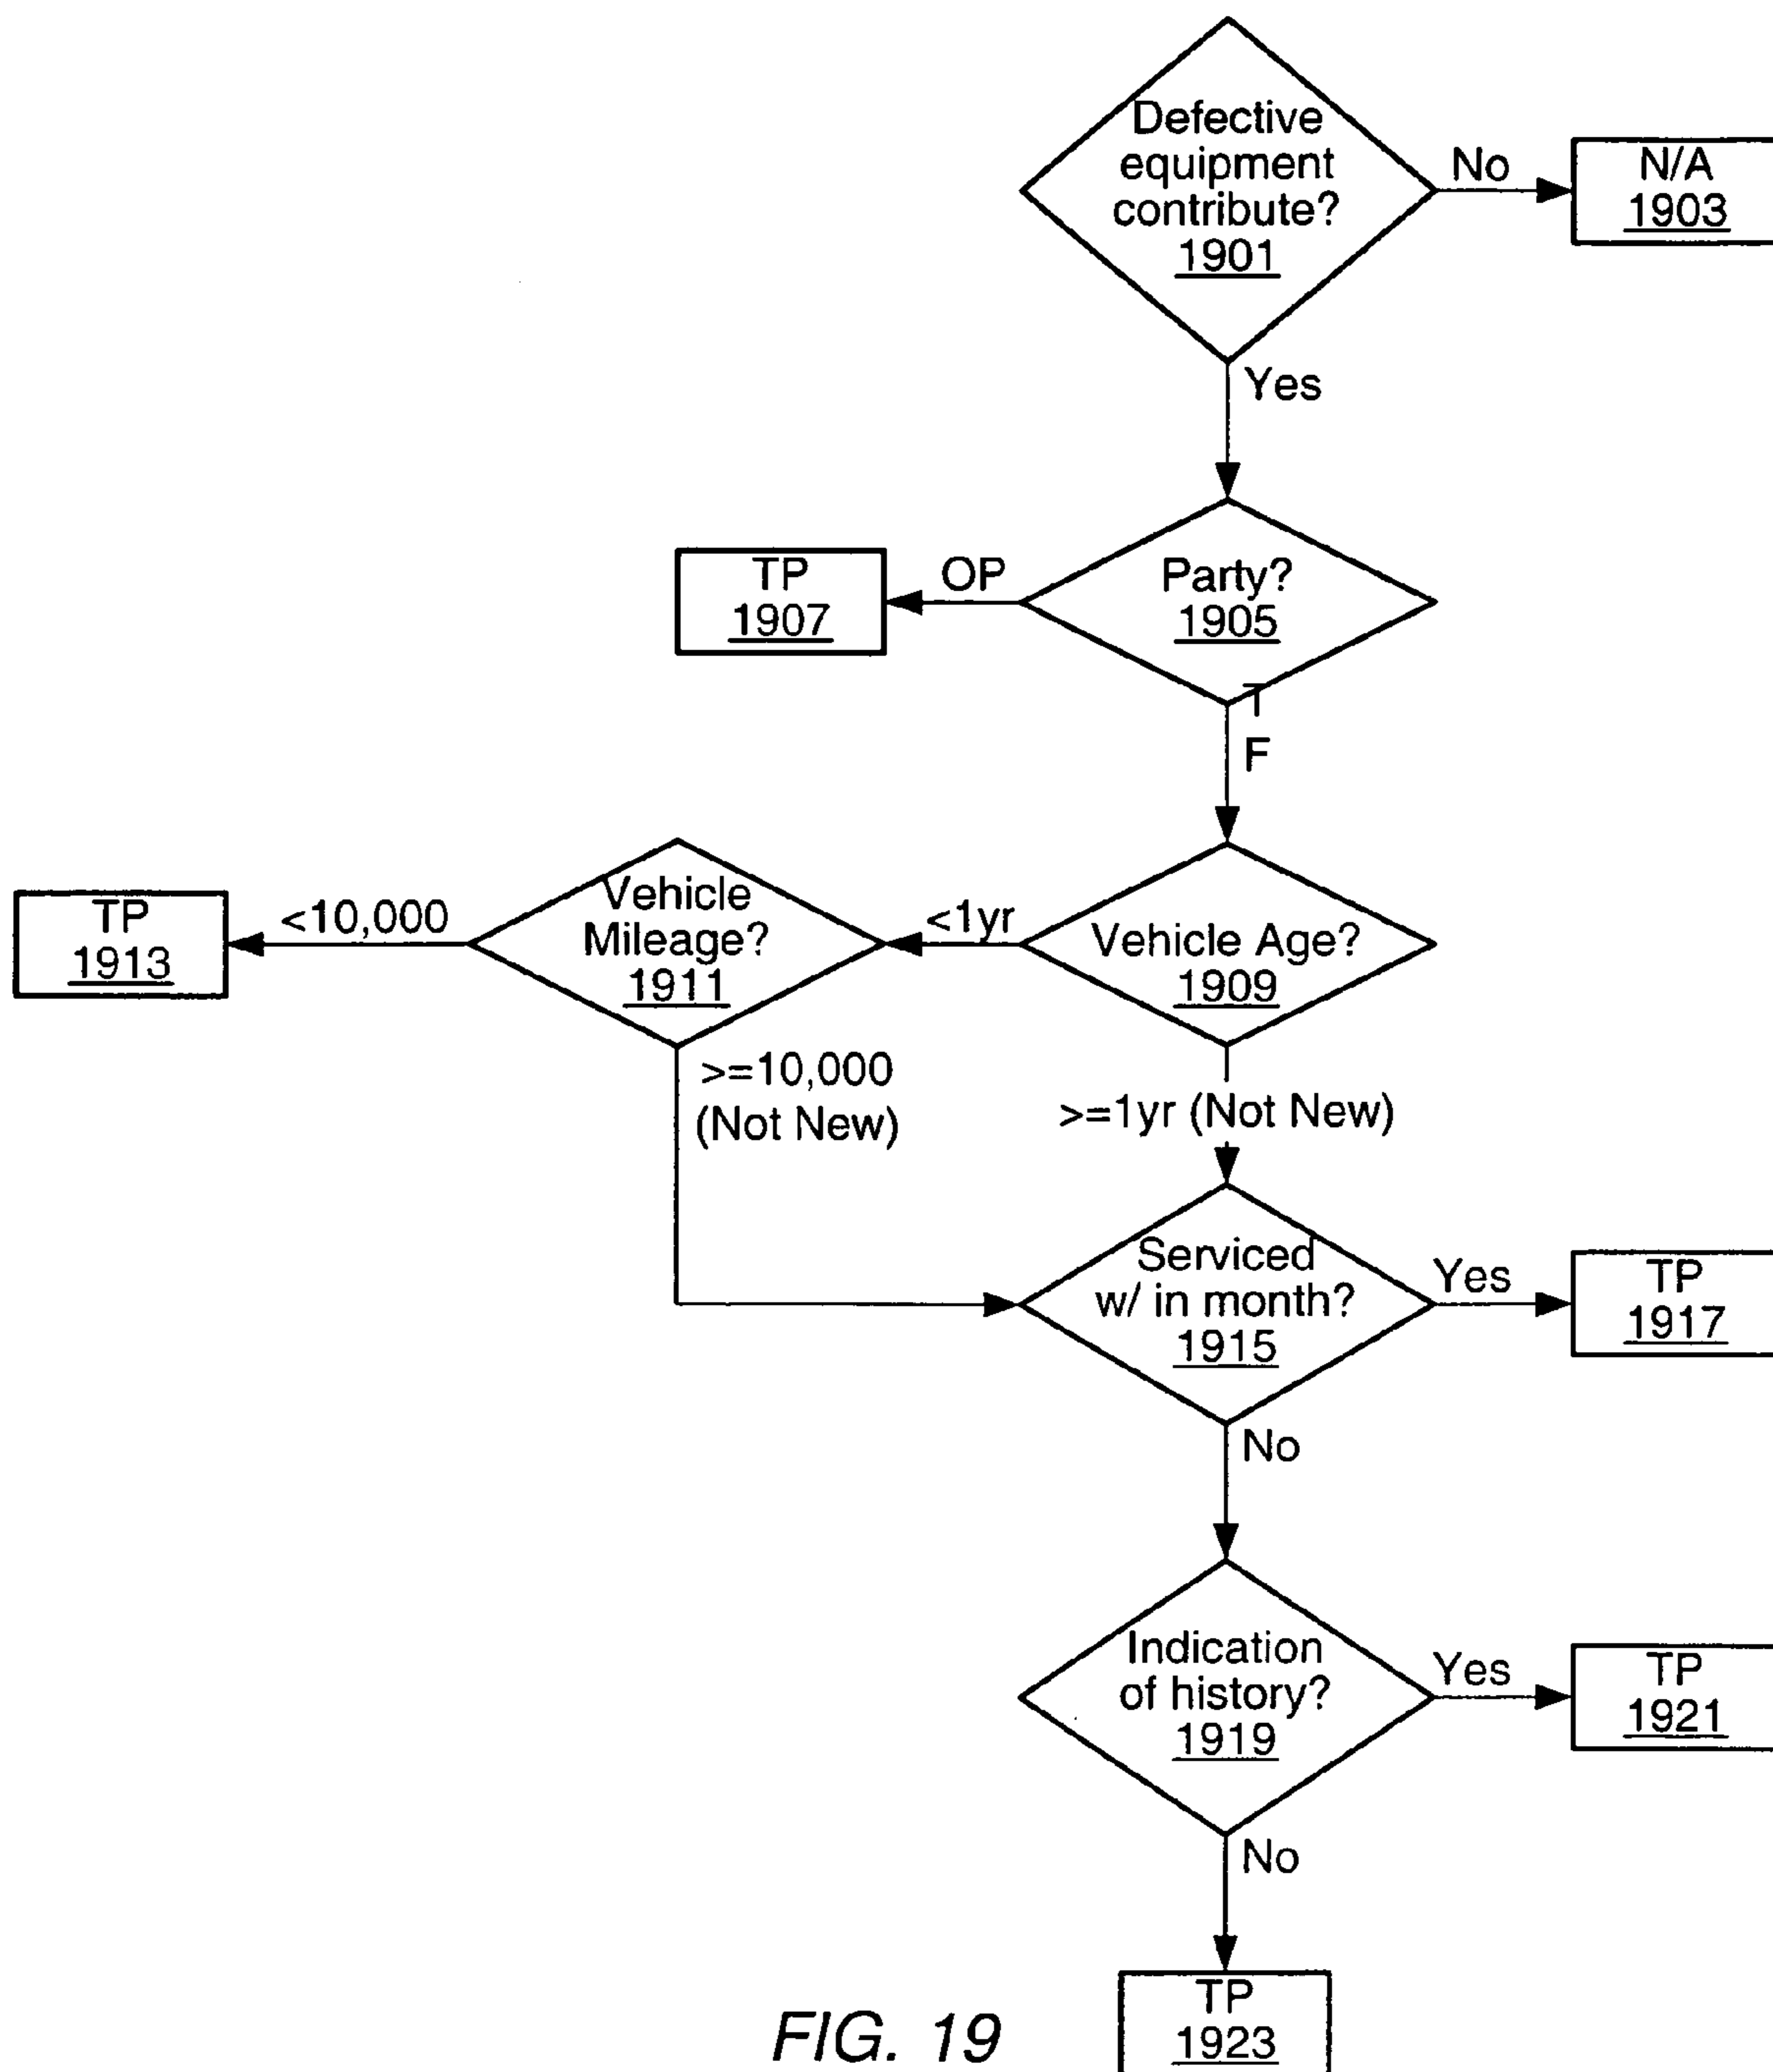 Defective
equipment
contribute?
1901
No
N/A
1903
Yes
Party?
1905
OP
TP
1907
T
F
Vehicle Age?
1909
<1yr
Vehicle
Mileage?
1911
<10,000
TP
1913
>=10,000
(Not New)
>=1yr (Not New)
Serviced
w/ in month?
1915
Yes
TP
1917
No
Indication
of history?
1919
Yes
TP
1921
No
TP
1923
FIG. 19